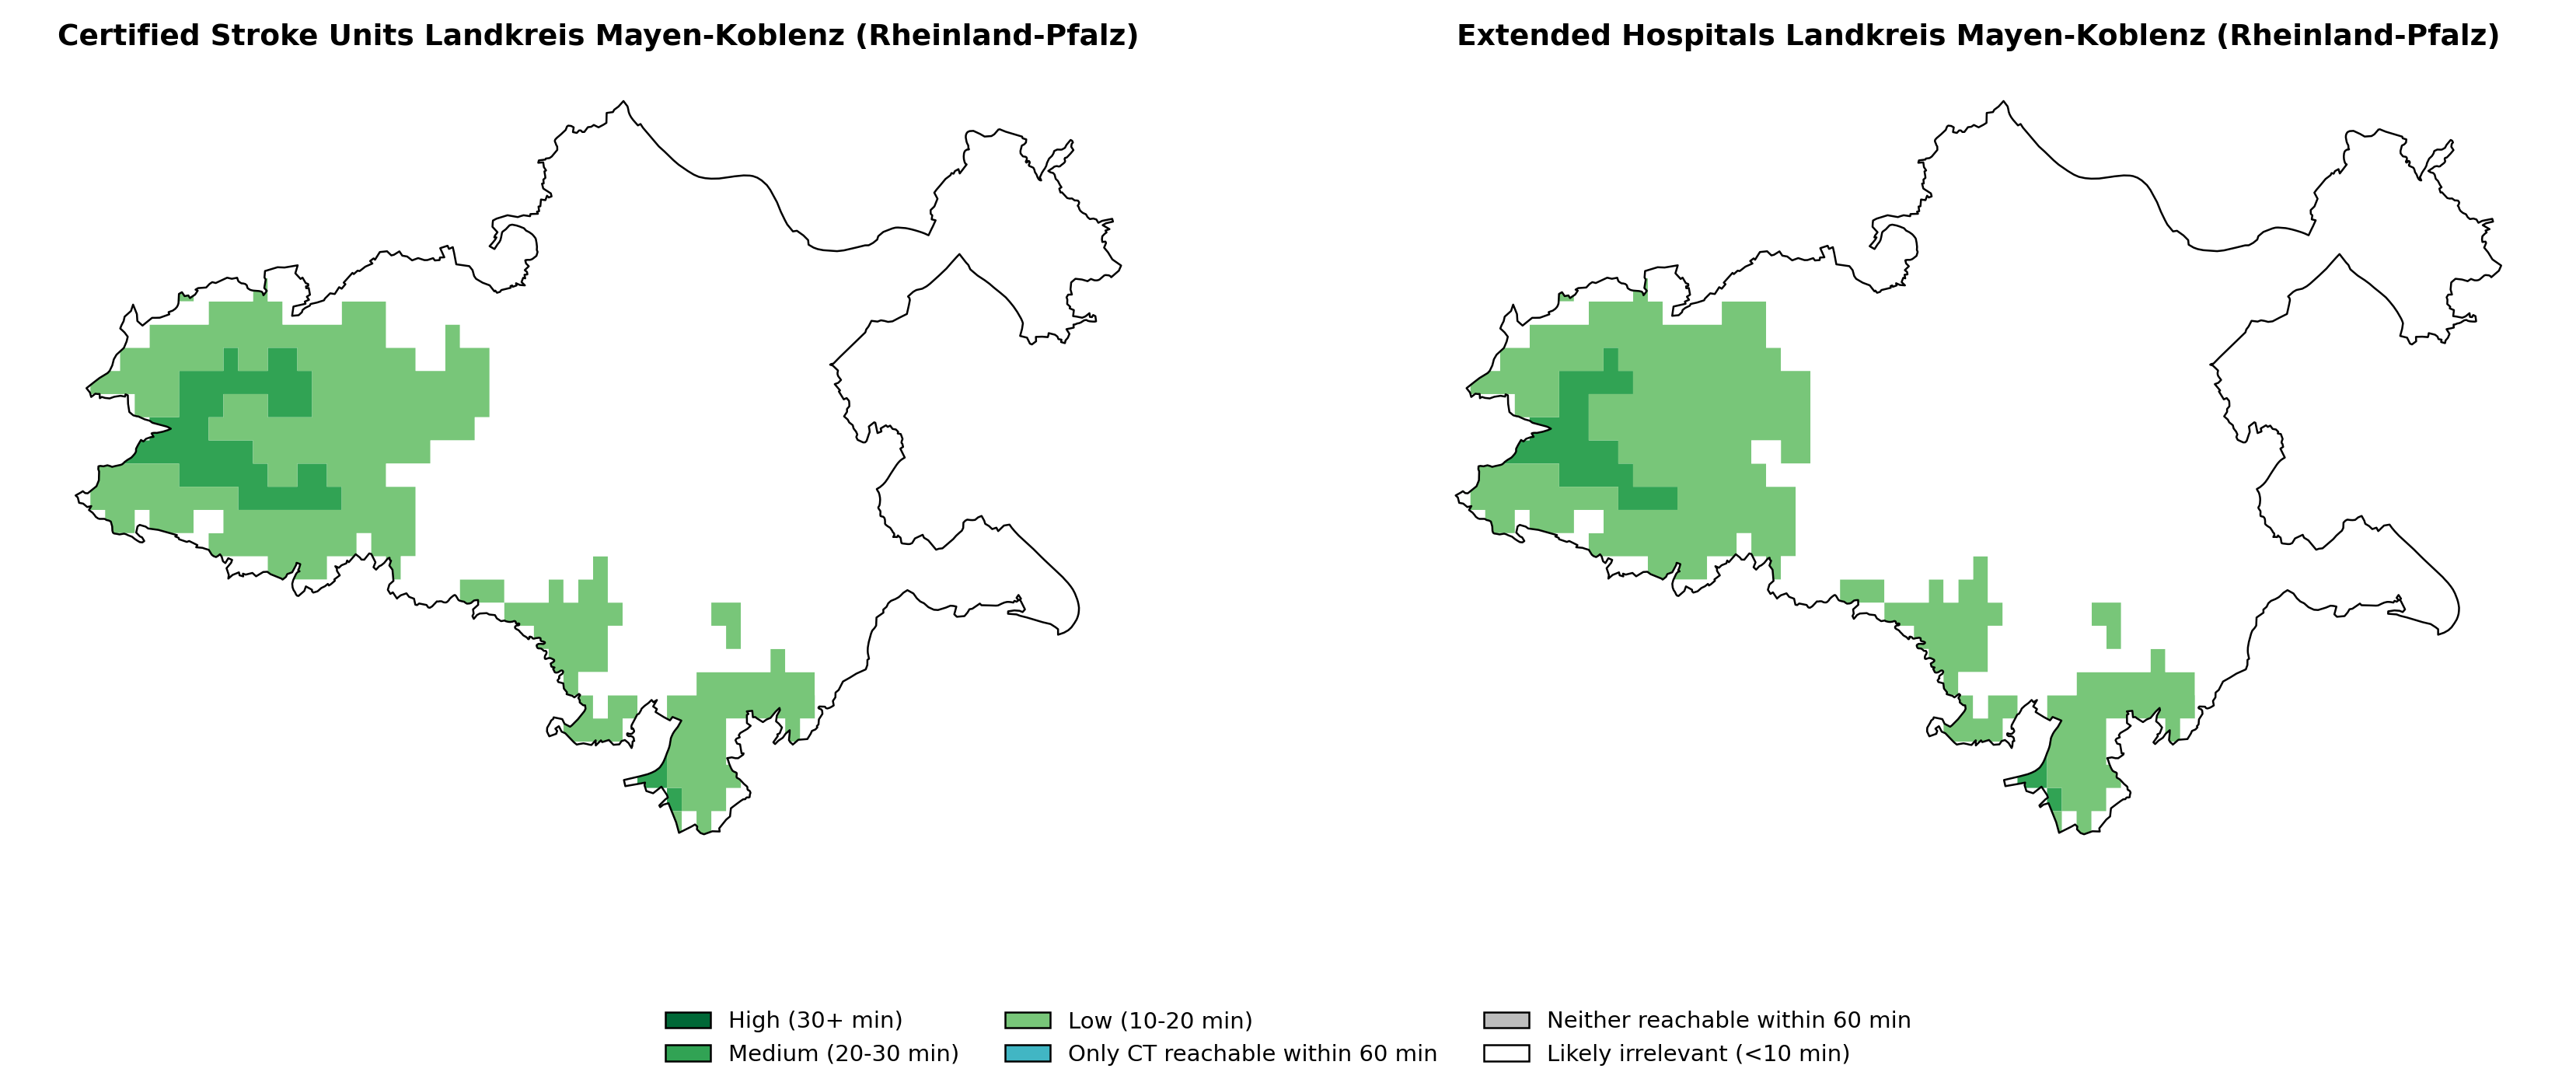 Certified Stroke Units Landkreis Mayen-Koblenz (Rheinland-Pfalz)
Extended Hospitals Landkreis Mayen-Koblenz (Rheinland-Pfalz)
High (30+ min)
Medium (20-30 min)
Low (10-20 min)
Only CT reachable within 60 min
Neither reachable within 60 min
Likely irrelevant (<10 min)